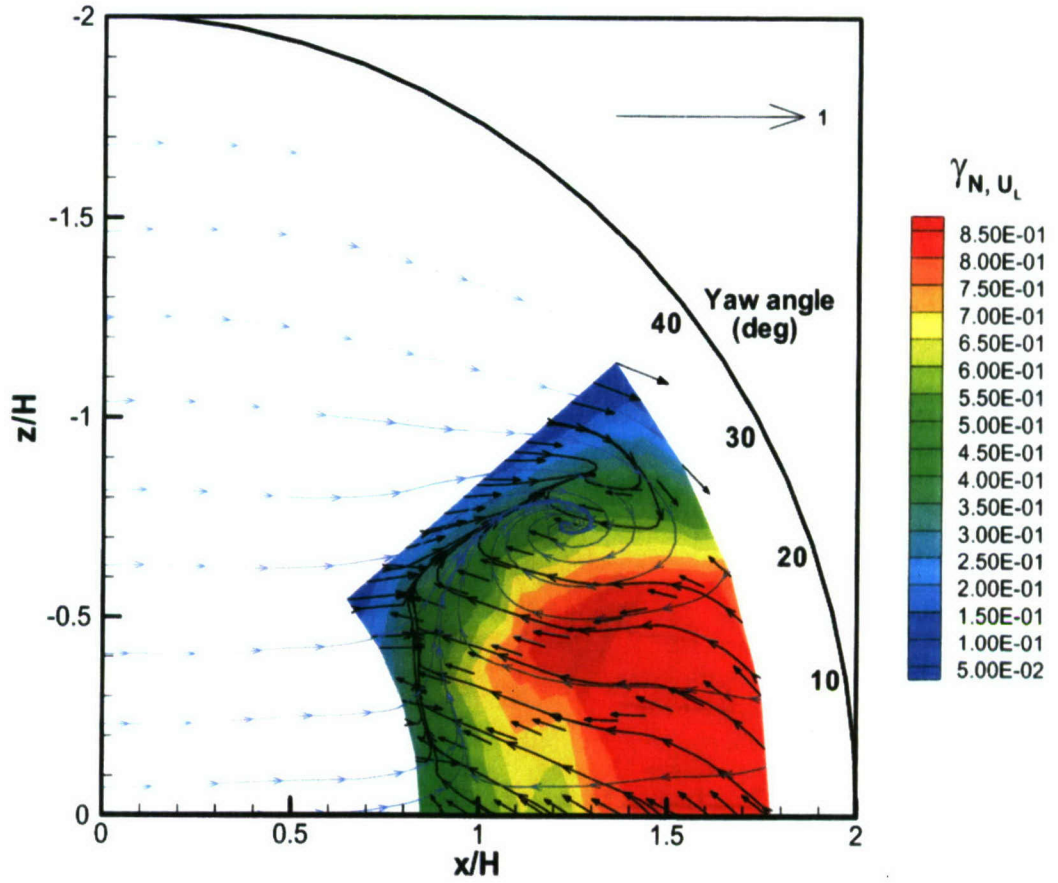 -2
-1.5
-1
-0.5
0
0
0.5
1
1.5
2
z/H
x/H
1
Yaw angle
(deg)
40
30
20
10
γN, UL
8.50E-01
8.00E-01
7.50E-01
7.00E-01
6.50E-01
6.00E-01
5.50E-01
5.00E-01
4.50E-01
4.00E-01
3.50E-01
3.00E-01
2.50E-01
2.00E-01
1.50E-01
1.00E-01
5.00E-02